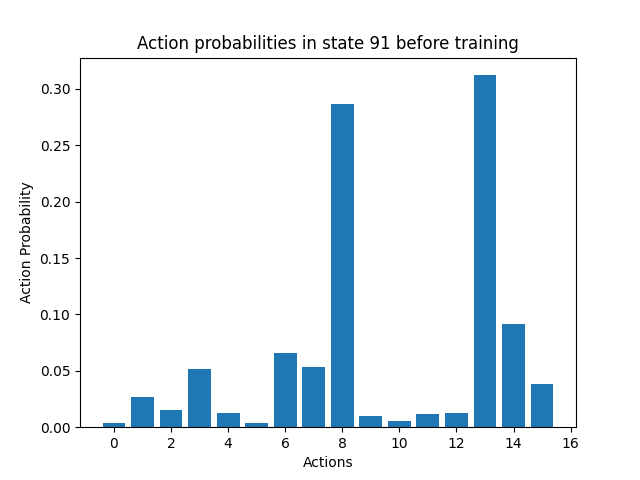 Action probabilities in state 91 before training
0.30
0.25
0.20
0.15
0.10
0.05
0.00
Action Probability
0 2 4 6 8 10 12 14 16
Actions